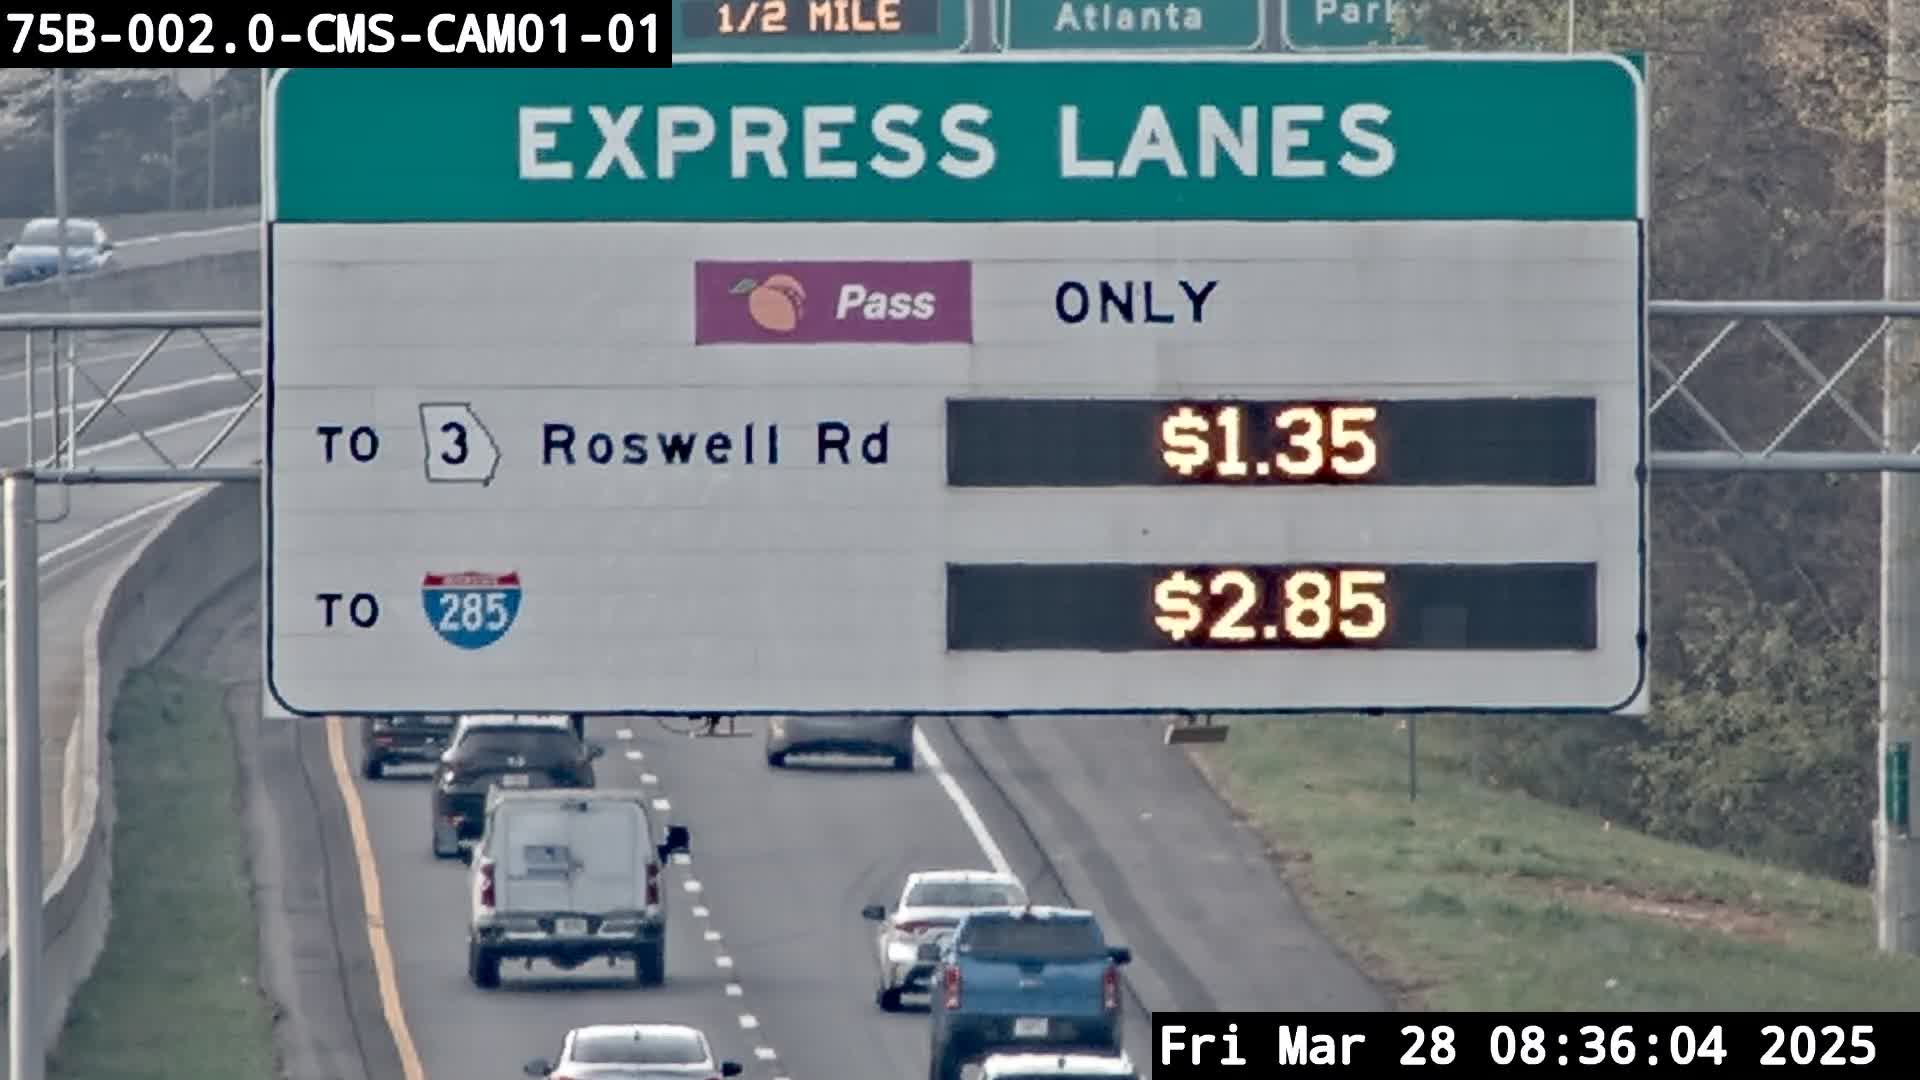 75B-002.0-CMS-CAM01-01
1/2 MILE
Atlanta
EXPRESS LANES
Pass ONLY
TO 3 Roswell Rd $1.35
TO 285 $2.85
Fri Mar 28 08:36:04 2025